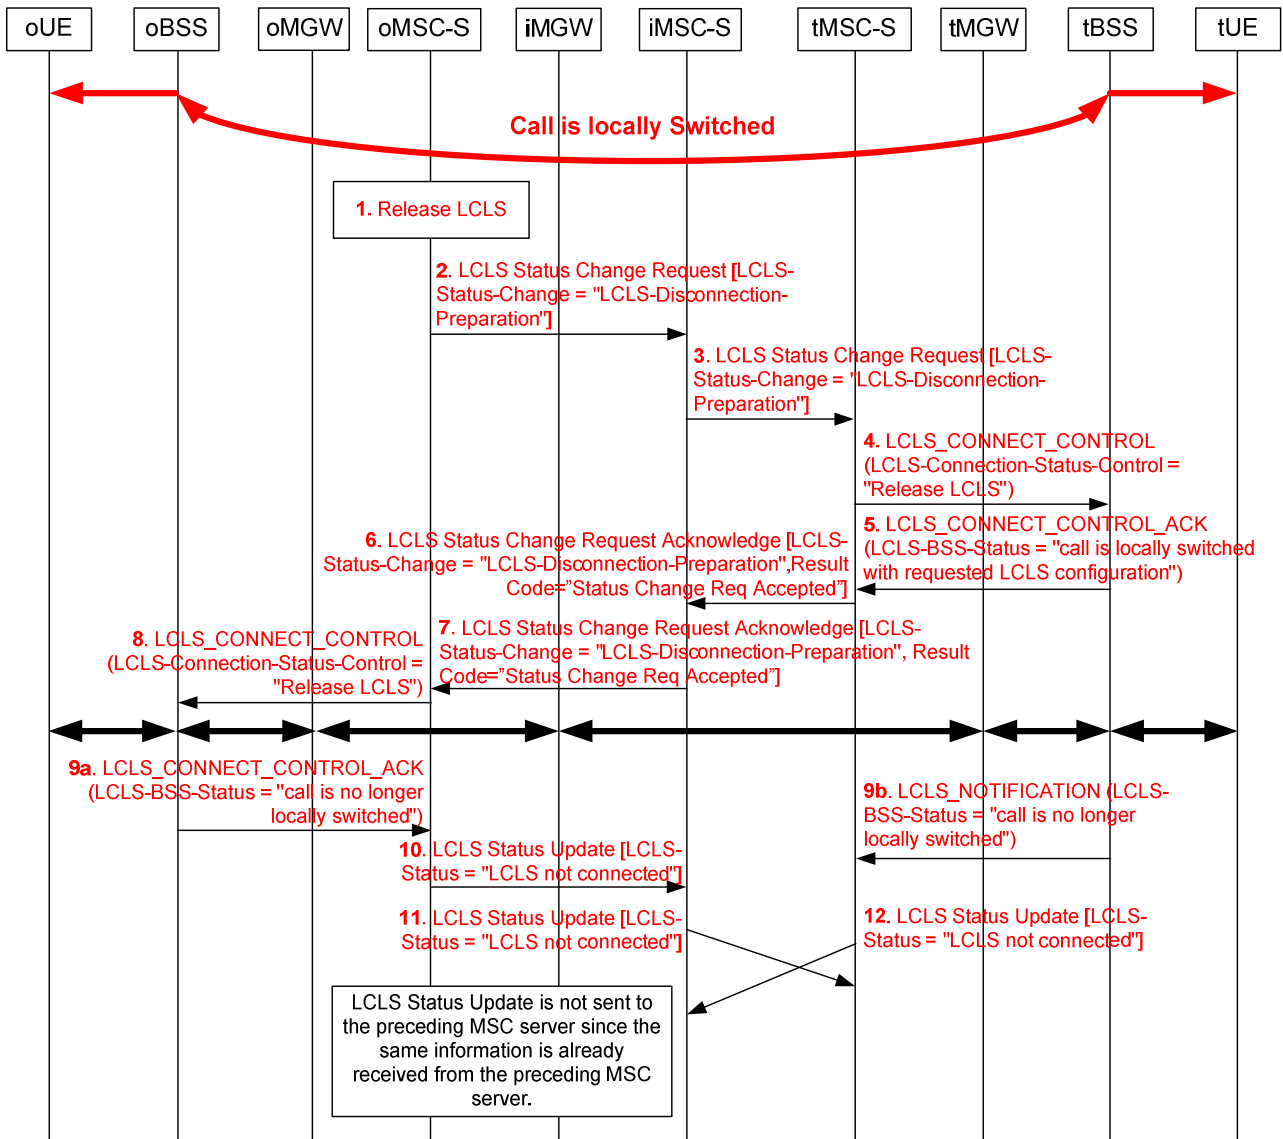 oUE
oBSS
oMGW
oMSC-S
iMGW
iMSC-S
tMSC-S
tMGW
tBSS
tUE
Call is locally Switched
1. Release LCLS
2. LCLS Status Change Request [LCLS-
Status-Change = "LCLS-Disconnection-
Preparation"]
3. LCLS Status Change Request [LCLS-
Status-Change = "LCLS-Disconnection-
Preparation"]
4. LCLS_CONNECT_CONTROL
(LCLS-Connection-Status-Control =
"Release LCLS")
5. LCLS_CONNECT_CONTROL_ACK
(LCLS-BSS-Status = "call is locally switched
with requested LCLS configuration")
6. LCLS Status Change Request Acknowledge [LCLS-
Status-Change = "LCLS-Disconnection-Preparation",Result
Code=”Status Change Req Accepted”]
7. LCLS Status Change Request Acknowledge [LCLS-
Status-Change = "LCLS-Disconnection-Preparation", Result
Code=”Status Change Req Accepted”]
8. LCLS_CONNECT_CONTROL
(LCLS-Connection-Status-Control =
"Release LCLS")
9a. LCLS_CONNECT_CONTROL_ACK
(LCLS-BSS-Status = "call is no longer
locally switched")
9b. LCLS_NOTIFICATION (LCLS-
BSS-Status = "call is no longer
locally switched")
10. LCLS Status Update [LCLS-
Status = "LCLS not connected"]
11. LCLS Status Update [LCLS-
Status = "LCLS not connected"]
12. LCLS Status Update [LCLS-
Status = "LCLS not connected"]
LCLS Status Update is not sent to
the preceding MSC server since the
same information is already
received from the preceding MSC
server.